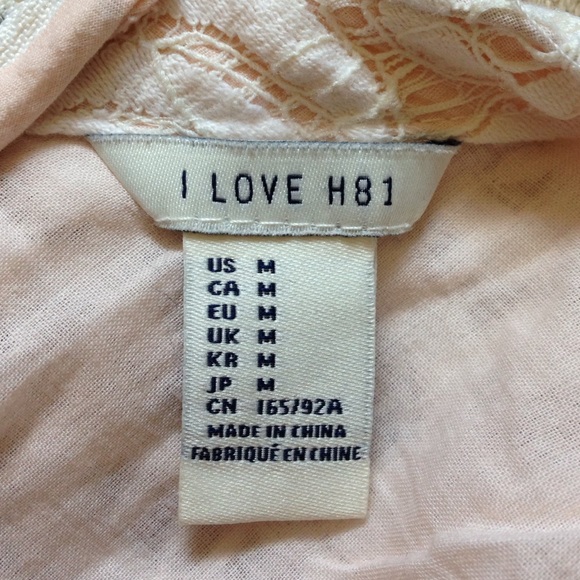 I LOVE H81
US M
CA M
EU M
UK M
KR M
JP M
CN 165/92A
MADE IN CHINA
FABRIQUÉ EN CHINE